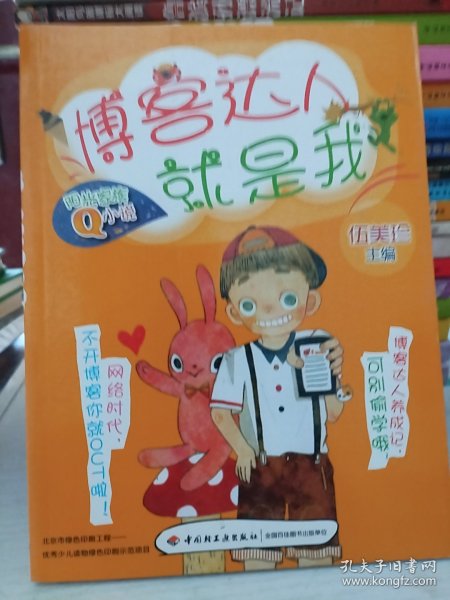 博客达人
就是我
阳光家族
Q小说
伍美珍
主编
博客达人养成记，
可别偷学哦！
网络时代，
不开博客你就OUT啦！
北京市绿色印刷工程——
优秀少儿读物绿色印刷示范项目
中国轻工业出版社
全国百佳图书出版单位
孔夫子旧书网
www.kongfz.com